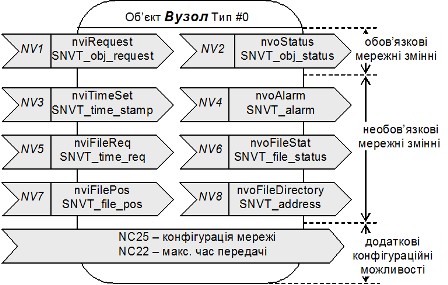 Об'єкт Вузол Тип #0
NV1
nviRequest
SNVT_obj_request
NV2
nvoStatus
SNVT_obj_status
обов'язкові
мережні змінні
NV3
nviTimeSet
SNVT_time_stamp
NV4
nvoAlarm
SNVT_alarm
NV5
nviFileReq
SNVT_time_req
NV6
nvoFileStat
SNVT_file_status
необов'язкові
мережні змінні
NV7
nviFilePos
SNVT_file_pos
NV8
nvoFileDirectory
SNVT_address
NC25 – конфігурація мережі
NC22 – макс. час передачі
додаткові
конфігураційні
можливості